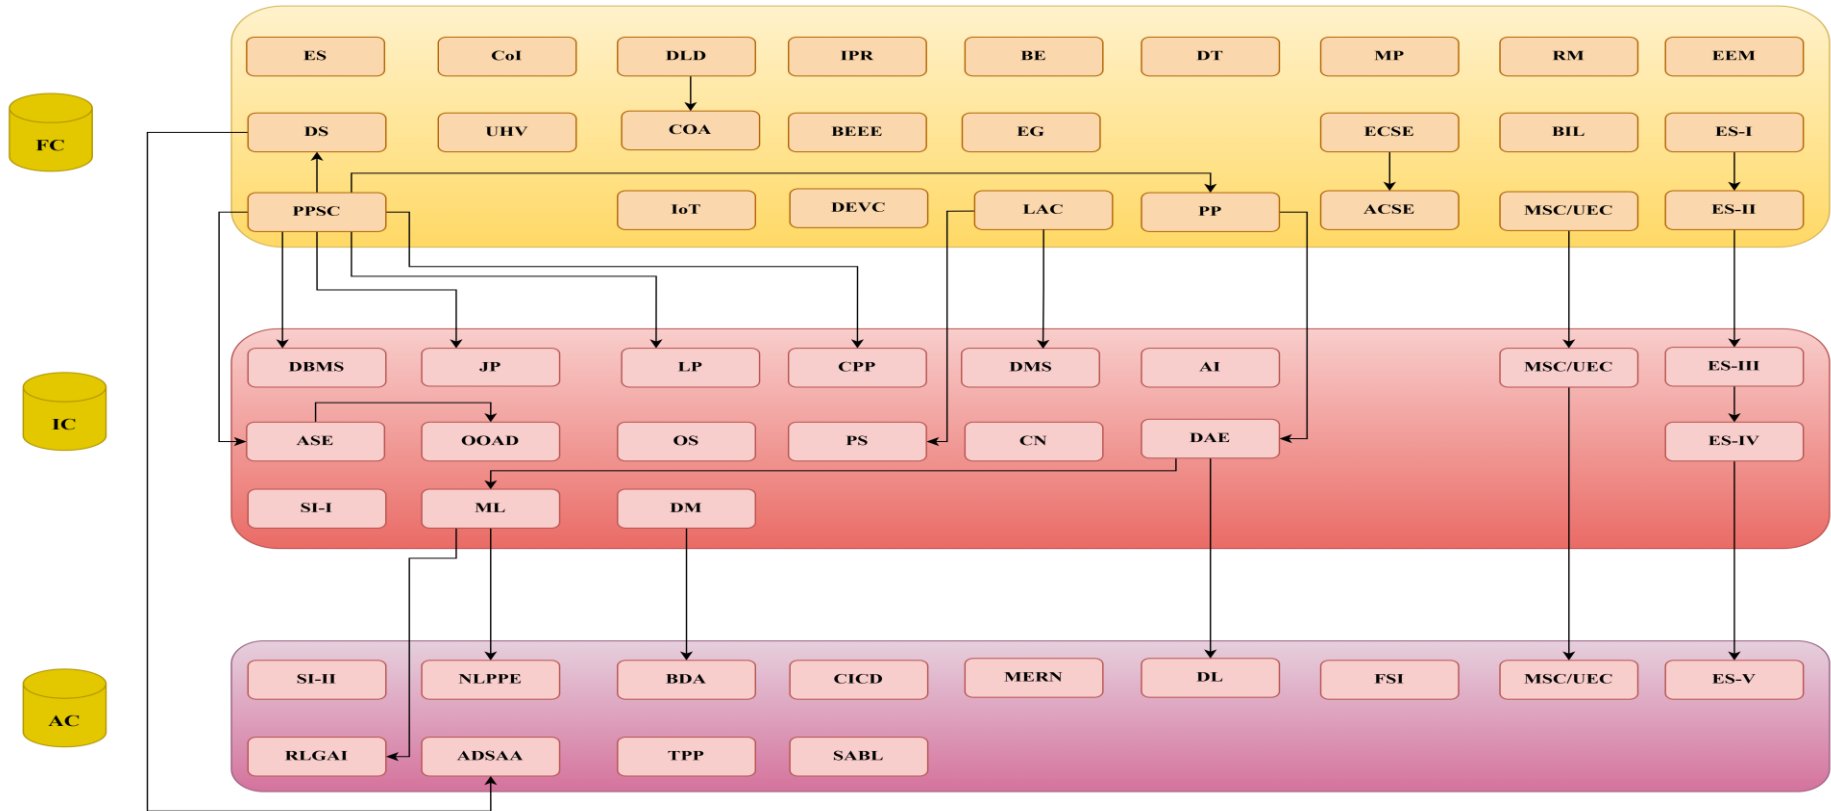 ES
CoI
DLD
IPR
BE
DT
MP
RM
EEM
FC
DS
UHV
COA
BEEE
EG
ECSE
BIL
ES-I
PPSC
IoT
DEVC
LAC
PP
ACSE
MSC/UEC
ES-II
DBMS
JP
LP
CPP
DMS
AI
MSC/UEC
ES-III
IC
ASE
OOAD
OS
PS
CN
DAE
ES-IV
SI-I
ML
DM
SI-II
NLPPE
BDA
CICD
MERN
DL
FSI
MSC/UEC
ES-V
AC
RLGAI
ADSAA
TPP
SABL